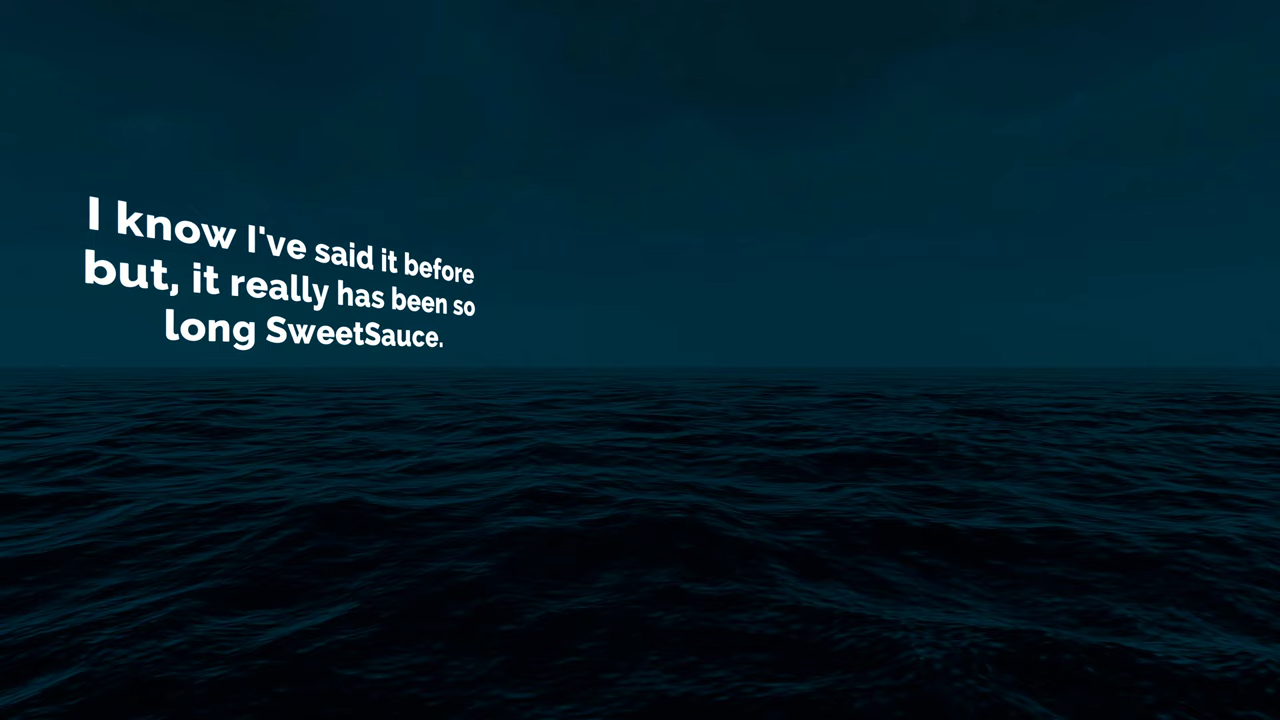 I know I've said it before
but, it really has been so
long SweetSauce.